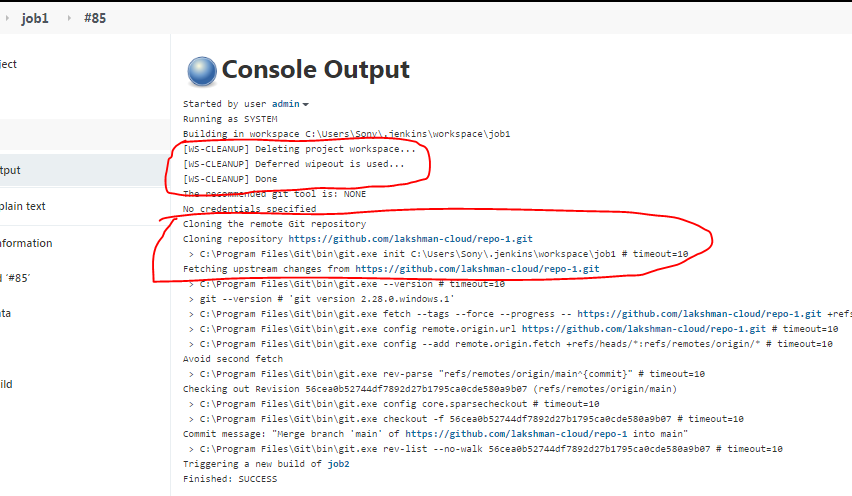 job1 #85
ject
Console Output
Started by user admin
Running as SYSTEM
Building in workspace C:\Users\Sony\.jenkins\workspace\job1
[WS-CLEANUP] Deleting project workspace...
[WS-CLEANUP] Deferred wipeout is used...
tput
[WS-CLEANUP] Done
The recommended git tool is: NONE
plain text
No credentials specified
Cloning the remote Git repository
Cloning repository https://github.com/lakshman-cloud/repo-1.git
nformation
> C:\Program Files\Git\bin\git.exe init C:\Users\Sony\.jenkins\workspace\job1 # timeout=10
Fetching upstream changes from https://github.com/lakshman-cloud/repo-1.git
d '#85'
> C:\Program Files\Git\bin\git.exe --version # timeout=10
> git --version # 'git version 2.28.0.windows.1'
> C:\Program Files\Git\bin\git.exe fetch --tags --force --progress -- https://github.com/lakshman-cloud/repo-1.git +refs
ta
> C:\Program Files\Git\bin\git.exe config remote.origin.url https://github.com/lakshman-cloud/repo-1.git # timeout=10
> C:\Program Files\Git\bin\git.exe config --add remote.origin.fetch +refs/heads/*:refs/remotes/origin/* # timeout=10
Avoid second fetch
> C:\Program Files\Git\bin\git.exe rev-parse "refs/remotes/origin/main^{commit}" # timeout=10
ild
Checking out Revision 56cea0b52744df7892d27b1795ca0cde580a9b07 (refs/remotes/origin/main)
> C:\Program Files\Git\bin\git.exe config core.sparsecheckout # timeout=10
> C:\Program Files\Git\bin\git.exe checkout -f 56cea0b52744df7892d27b1795ca0cde580a9b07 # timeout=10
Commit message: "Merge branch 'main' of https://github.com/lakshman-cloud/repo-1 into main"
> C:\Program Files\Git\bin\git.exe rev-list --no-walk 56cea0b52744df7892d27b1795ca0cde580a9b07 # timeout=10
Triggering a new build of job2
Finished: SUCCESS